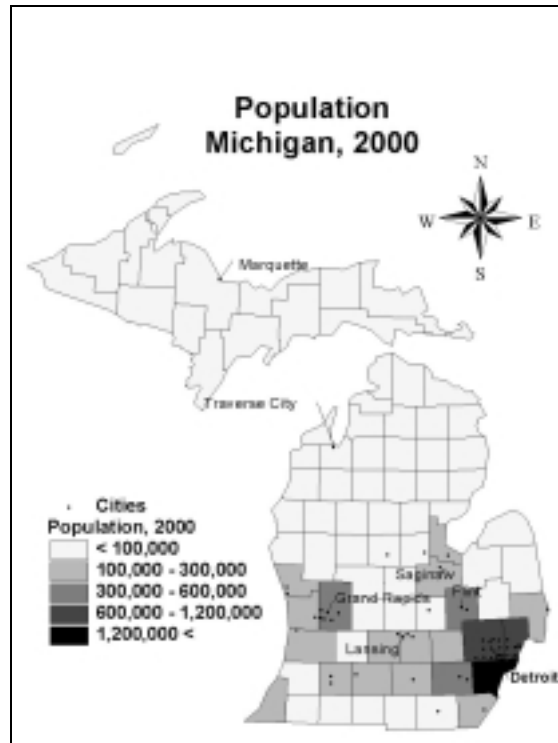 Population
Michigan, 2000
N
W E
S
Marquette
Traverse City
Cities
Population, 2000
< 100,000
100,000 - 300,000
300,000 - 600,000
600,000 - 1,200,000
1,200,000 <
Saginaw
Flint
Grand Rapids
Lansing
Detroit